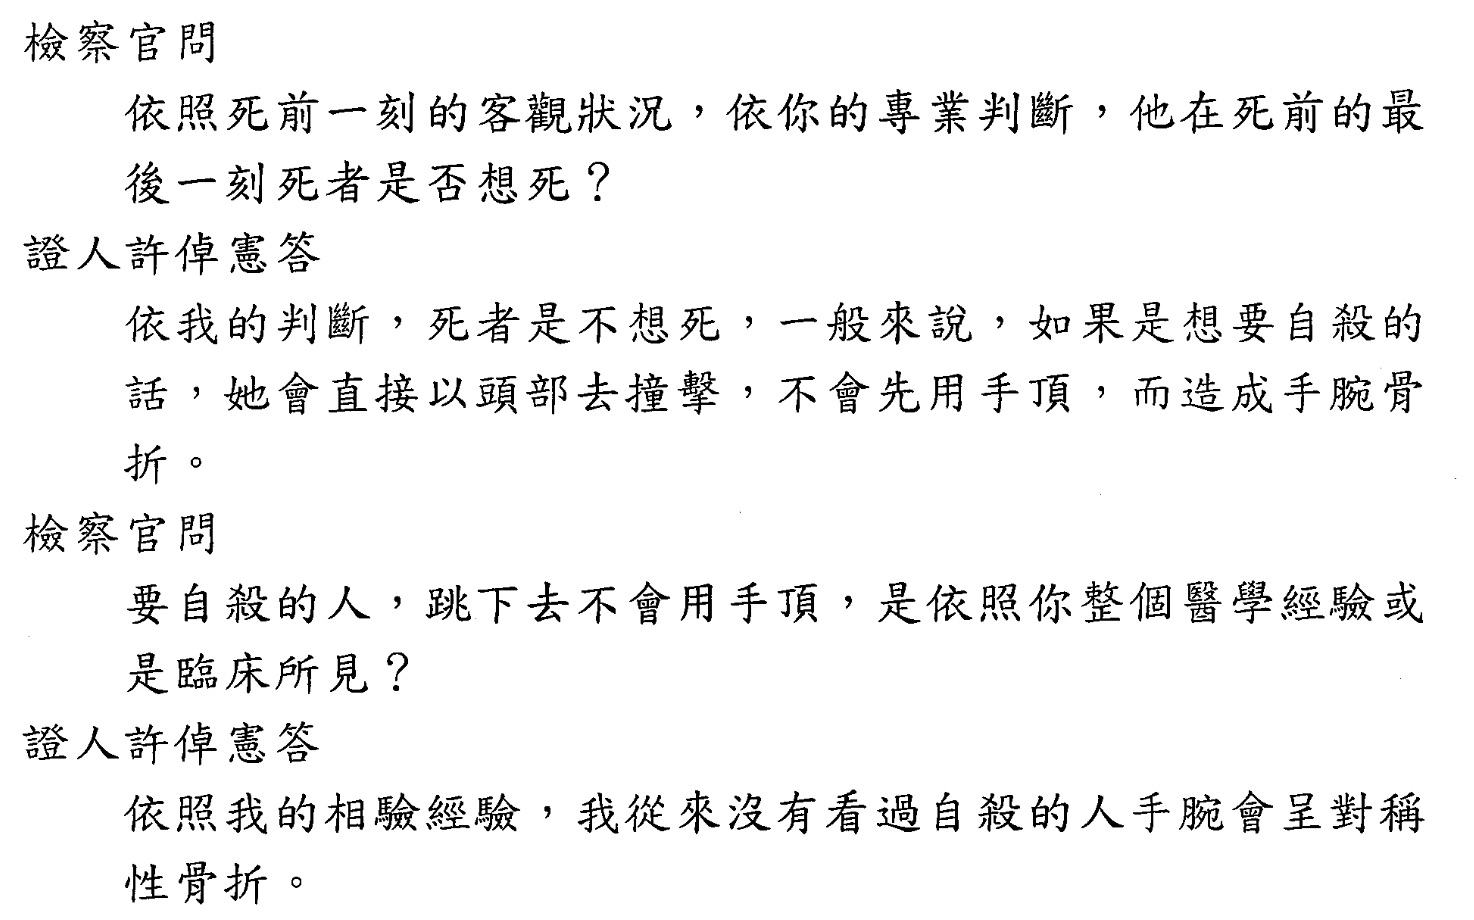 檢察官問
依照死前一刻的客觀狀況，依你的專業判斷，他在死前的最
後一刻死者是否想死？
證人許倬憲答
依我的判斷，死者是不想死，一般來說，如果是想要自殺的
話，她會直接以頭部去撞擊，不會先用手頂，而造成手腕骨
折。
檢察官問
要自殺的人，跳下去不會用手頂，是依照你整個醫學經驗或
是臨床所見？
證人許倬憲答
依照我的相驗經驗，我從來沒有看過自殺的人手腕會呈對稱
性骨折。